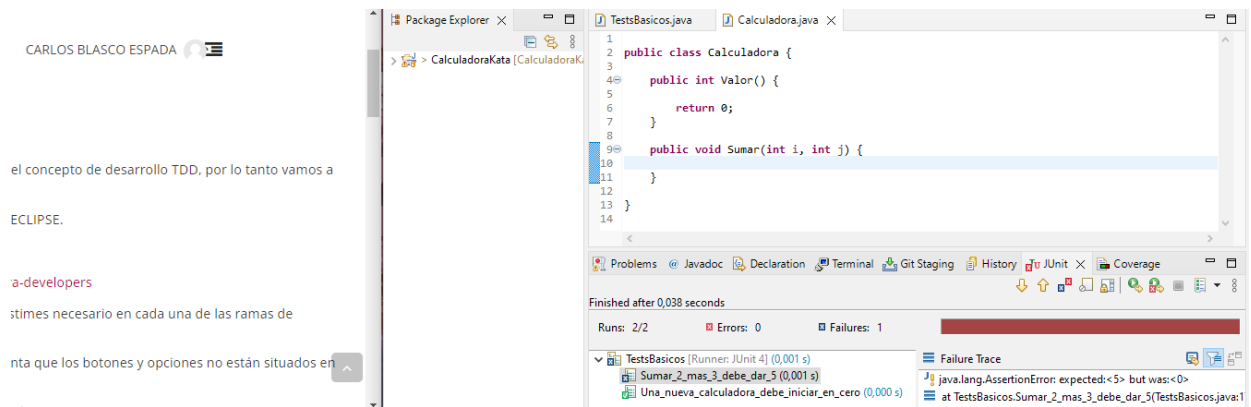 CARLOS BLASCO ESPADA
el concepto de desarrollo TDD, por lo tanto vamos a
ECLIPSE.
a-developers
stimes necesario en cada una de las ramas de
nta que los botones y opciones no están situados en
Package Explorer
> CalculadoraKata [CalculadoraK
TestsBasicos.java
Calculadora.java
1
2 public class Calculadora {
3
4 public int Valor() {
5
6 return 0;
7 }
8
9 public void Sumar(int i, int j) {
10
11 }
12
13 }
14
Problems @ Javadoc Declaration Terminal Git Staging History JUnit Coverage
Finished after 0,038 seconds
Runs: 2/2 Errors: 0 Failures: 1
TestsBasicos [Runner: JUnit 4] (0,001 s)
Sumar_2_mas_3_debe_dar_5 (0,001 s)
Una_nueva_calculadora_debe_iniciar_en_cero (0,000 s)
Failure Trace
java.lang.AssertionError: expected:<5> but was:<0>
at TestsBasicos.Sumar_2_mas_3_debe_dar_5(TestsBasicos.java:1